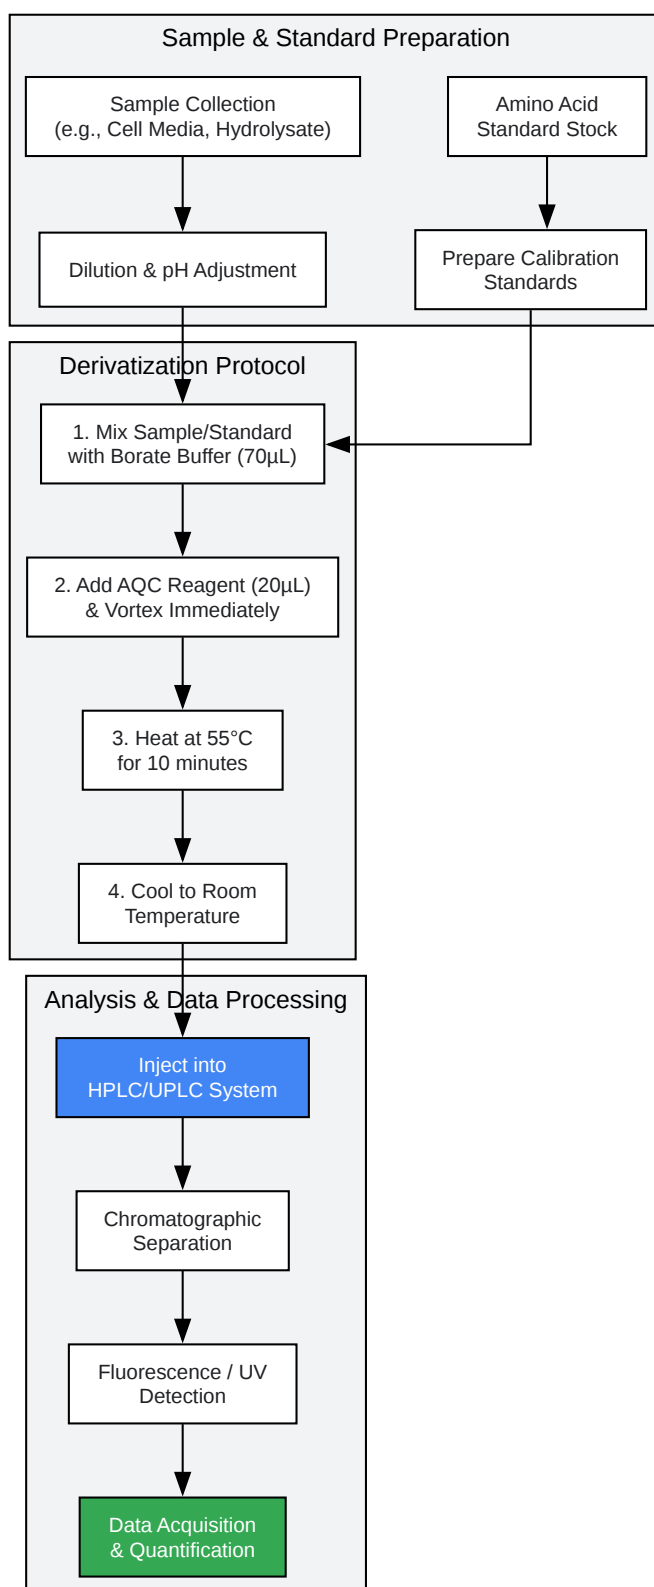 Sample & Standard Preparation
Sample Collection
(e.g., Cell Media, Hydrolysate)
Amino Acid
Standard Stock
Dilution & pH Adjustment
Prepare Calibration
Standards
Derivatization Protocol
1. Mix Sample/Standard
with Borate Buffer (70µL)
2. Add AQC Reagent (20µL)
& Vortex Immediately
3. Heat at 55°C
for 10 minutes
4. Cool to Room
Temperature
Analysis & Data Processing
Inject into
HPLC/UPLC System
Chromatographic
Separation
Fluorescence / UV
Detection
Data Acquisition
& Quantification